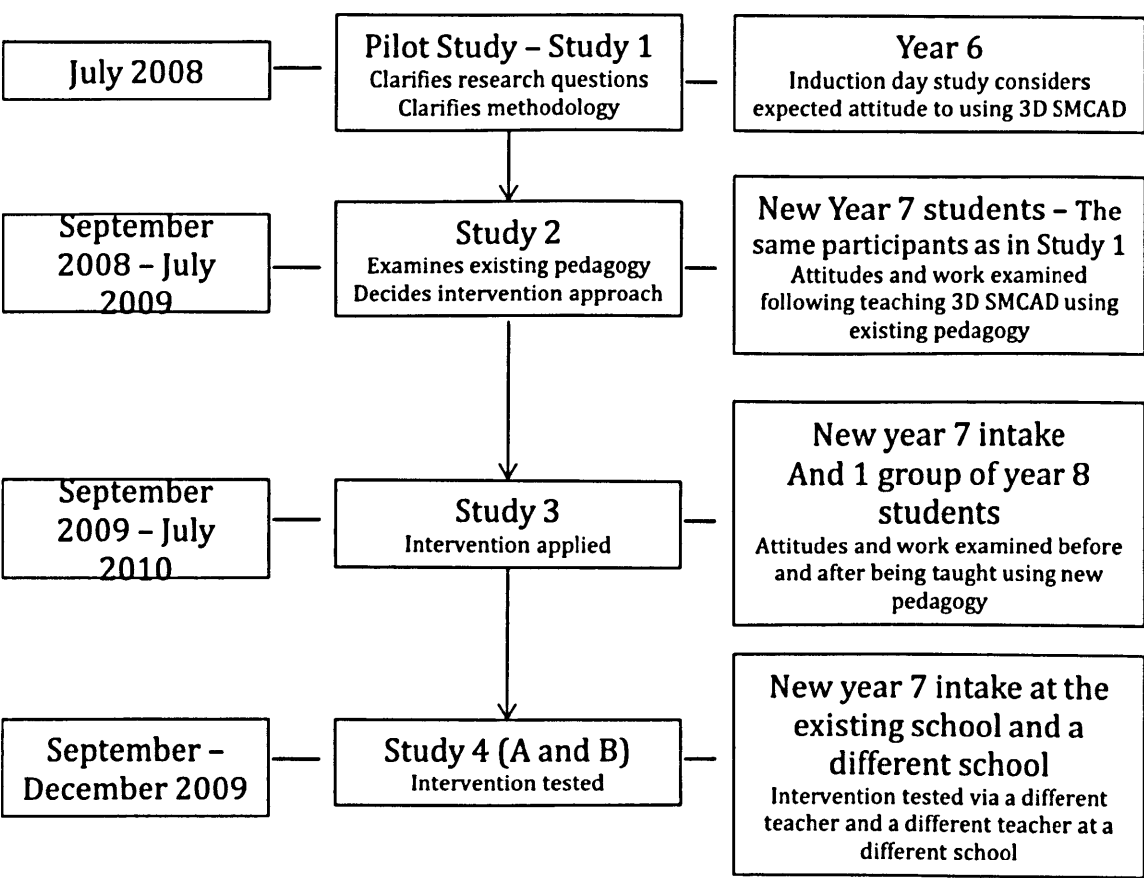 July 2008
Pilot Study – Study 1
Clarifies research questions
Clarifies methodology
Year 6
Induction day study considers
expected attitude to using 3D SMCAD
September
2008 – July
2009
Study 2
Examines existing pedagogy
Decides intervention approach
New Year 7 students – The
same participants as in Study 1
Attitudes and work examined
following teaching 3D SMCAD using
existing pedagogy
September
2009 – July
2010
Study 3
Intervention applied
New year 7 intake
And 1 group of year 8
students
Attitudes and work examined before
and after being taught using new
pedagogy
September –
December 2009
Study 4 (A and B)
Intervention tested
New year 7 intake at the
existing school and a
different school
Intervention tested via a different
teacher and a different teacher at a
different school